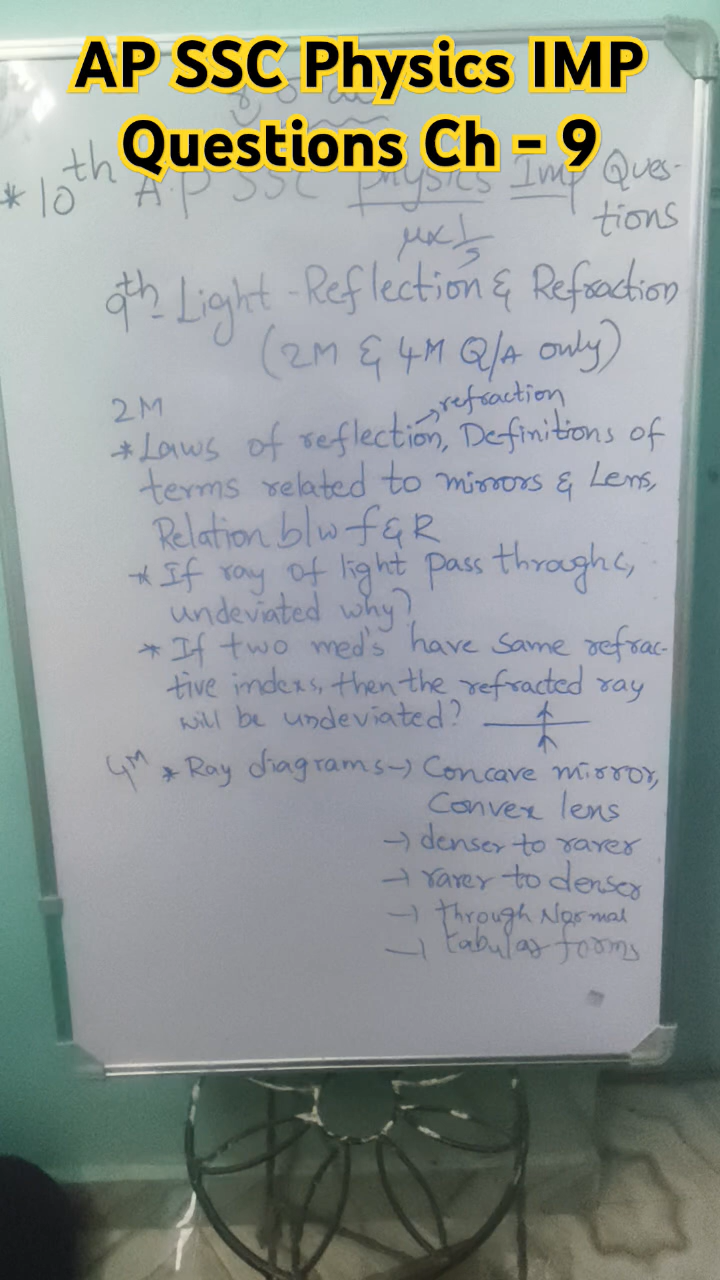 AP SSC Physics IMP
Questions Ch - 9
* 10th A.P SSC Physics Imp Ques-
tions
9th- Light - Reflection & Refraction
(2M & 4M Q/A only)
2M
→ refraction
* Laws of reflection, Definitions of
terms related to mirrors & Lens,
Relation b/w f & R
* If ray of light pass through c,
undeviated why?
* If two med's have same refrac-
tive indexs, then the refracted ray
will be undeviated?
4M * Ray diagrams → Concave mirror,
Convex lens
→ denser to rarer
→ rarer to denser
→ through Normal
→ tabular forms